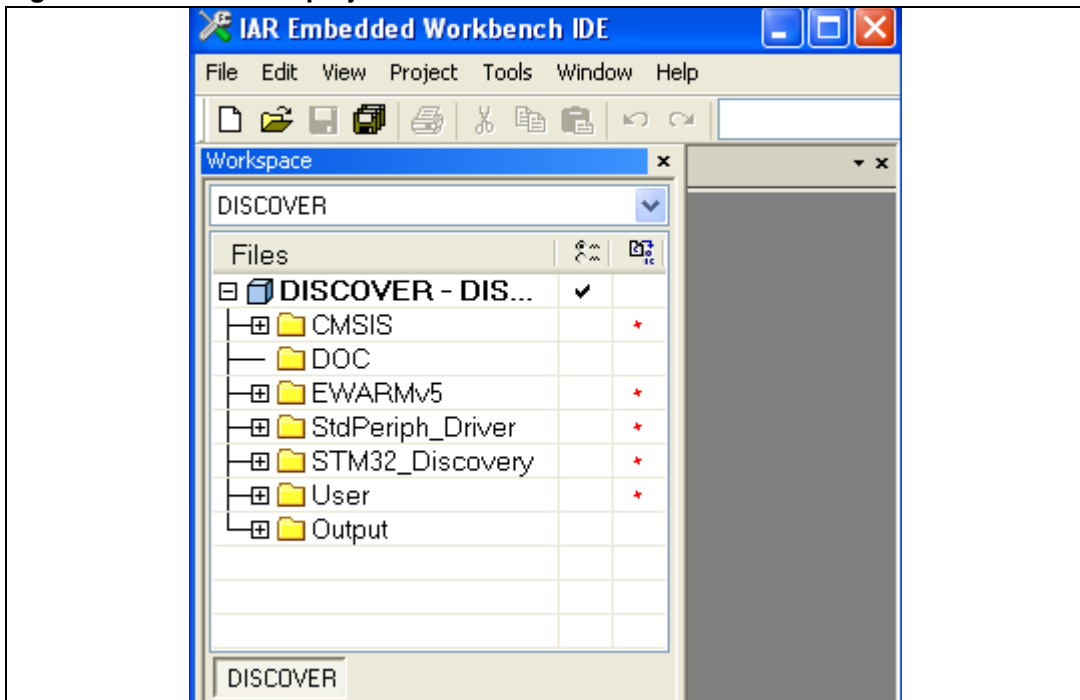 IAR Embedded Workbench IDE
File Edit View Project Tools Window Help
Workspace
DISCOVER
Files
DISCOVER - DIS...
CMSIS
DOC
EWARMv5
StdPeriph_Driver
STM32_Discovery
User
Output
DISCOVER